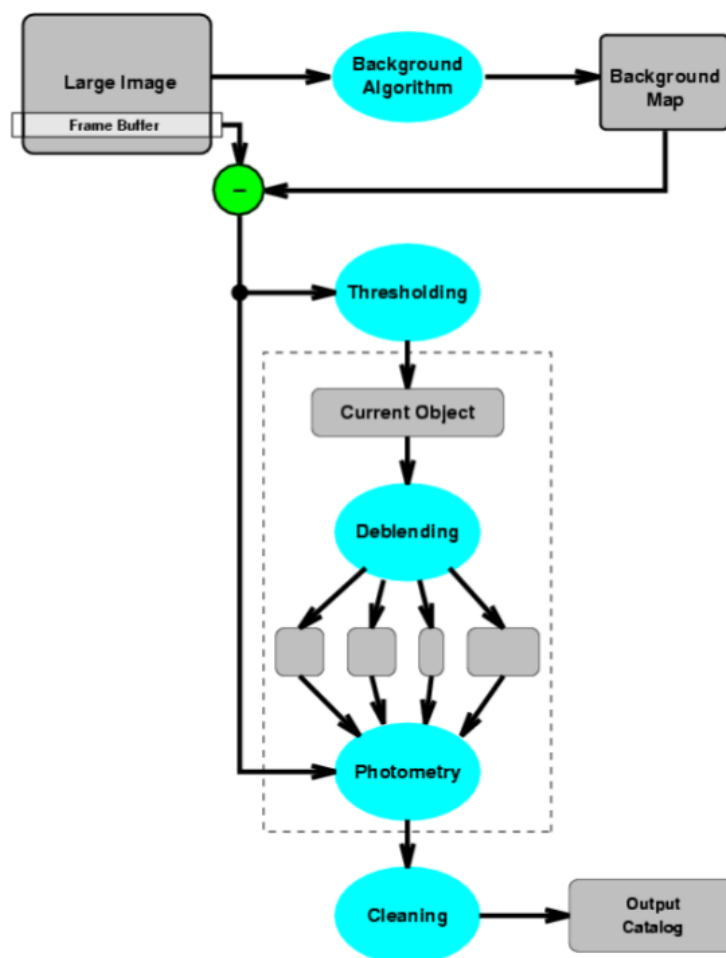 Large Image
Frame Buffer
Background
Algorithm
Background
Map
–
Thresholding
Current Object
Deblending
Photometry
Cleaning
Output
Catalog